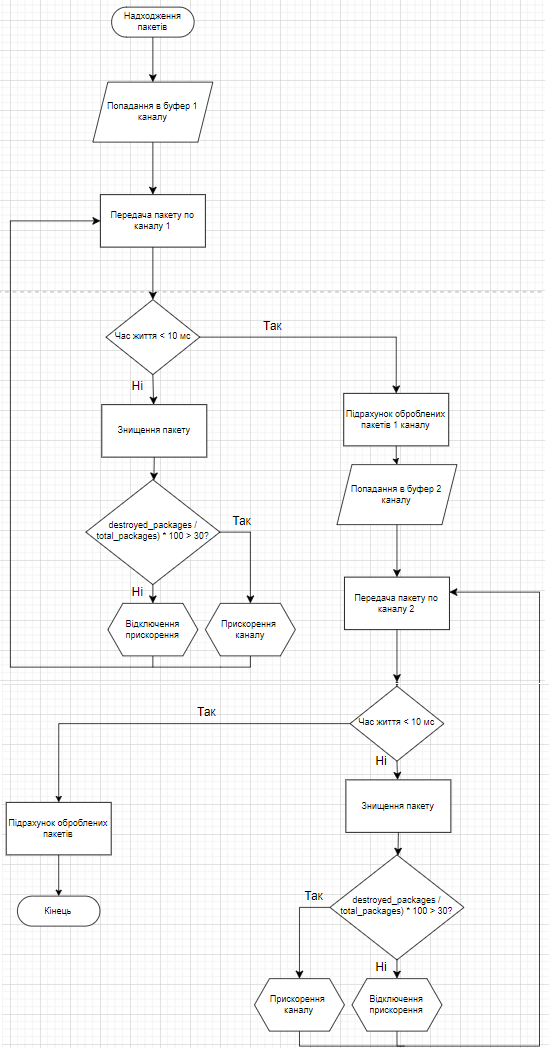 Надходження
пакетів
Попадання в буфер 1
каналу
Передача пакету по
каналу 1
Час життя < 10 мс
Так
Ні
Знищення пакету
Підрахунок оброблених
пакетів 1 каналу
Попадання в буфер 2
каналу
destroyed_packages /
total_packages) * 100 > 30?
Так
Ні
Відключення
прискорення
Прискорення
каналу
Передача пакету по
каналу 2
Час життя < 10 мс
Так
Ні
Знищення пакету
Підрахунок оброблених
пакетів
Кінець
destroyed_packages /
total_packages) * 100 > 30?
Так
Ні
Прискорення
каналу
Відключення
прискорення